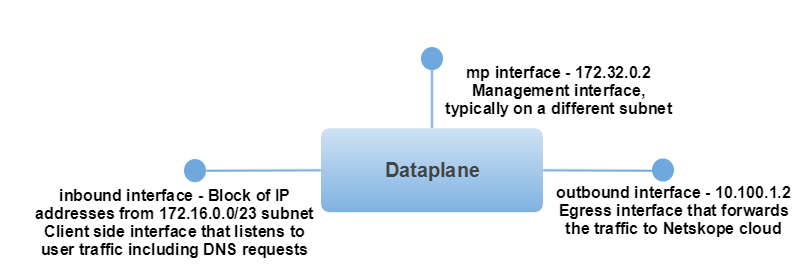 mp interface - 172.32.0.2
Management interface,
typically on a different subnet
Dataplane
inbound interface - Block of IP
addresses from 172.16.0.0/23 subnet
Client side interface that listens to
user traffic including DNS requests
outbound interface - 10.100.1.2
Egress interface that forwards
the traffic to Netskope cloud